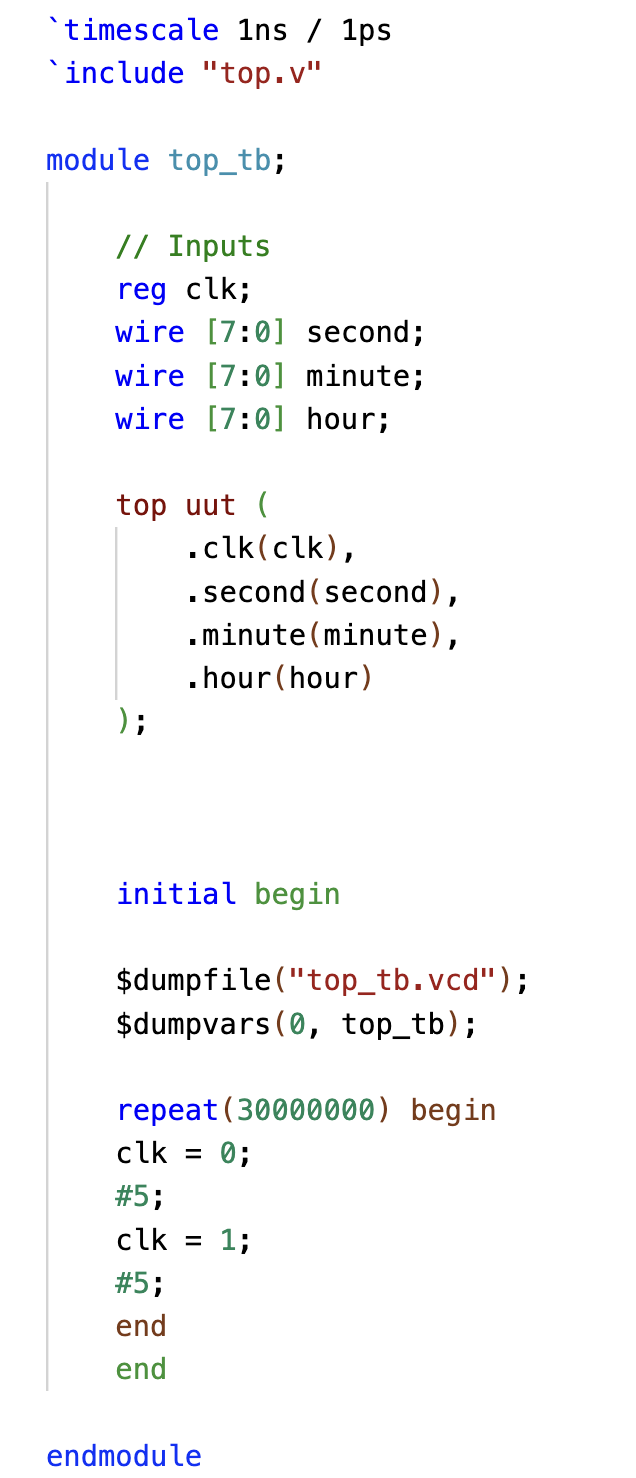 `timescale 1ns / 1ps
`include "top.v"
module top_tb;
// Inputs
reg clk;
wire [7:0] second;
wire [7:0] minute;
wire [7:0] hour;
top uut (
.clk(clk),
.second(second),
.minute(minute),
.hour(hour)
);
initial begin
$dumpfile("top_tb.vcd");
$dumpvars(0, top_tb);
repeat(30000000) begin
clk = 0;
#5;
clk = 1;
#5;
end
end
endmodule